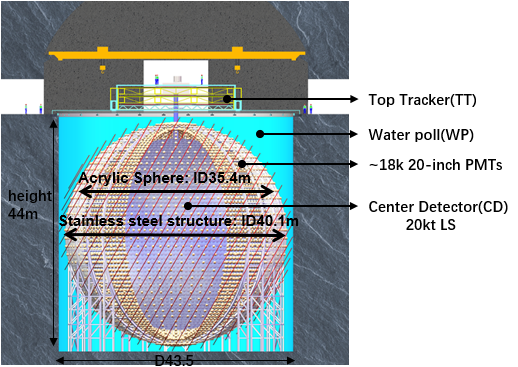 Top Tracker(TT)
Water poll(WP)
~18k 20-inch PMTs
Acrylic Sphere: ID35.4m
height
44m
Center Detector(CD)
20kt LS
Stainless steel structure: ID40.1m
D43.5